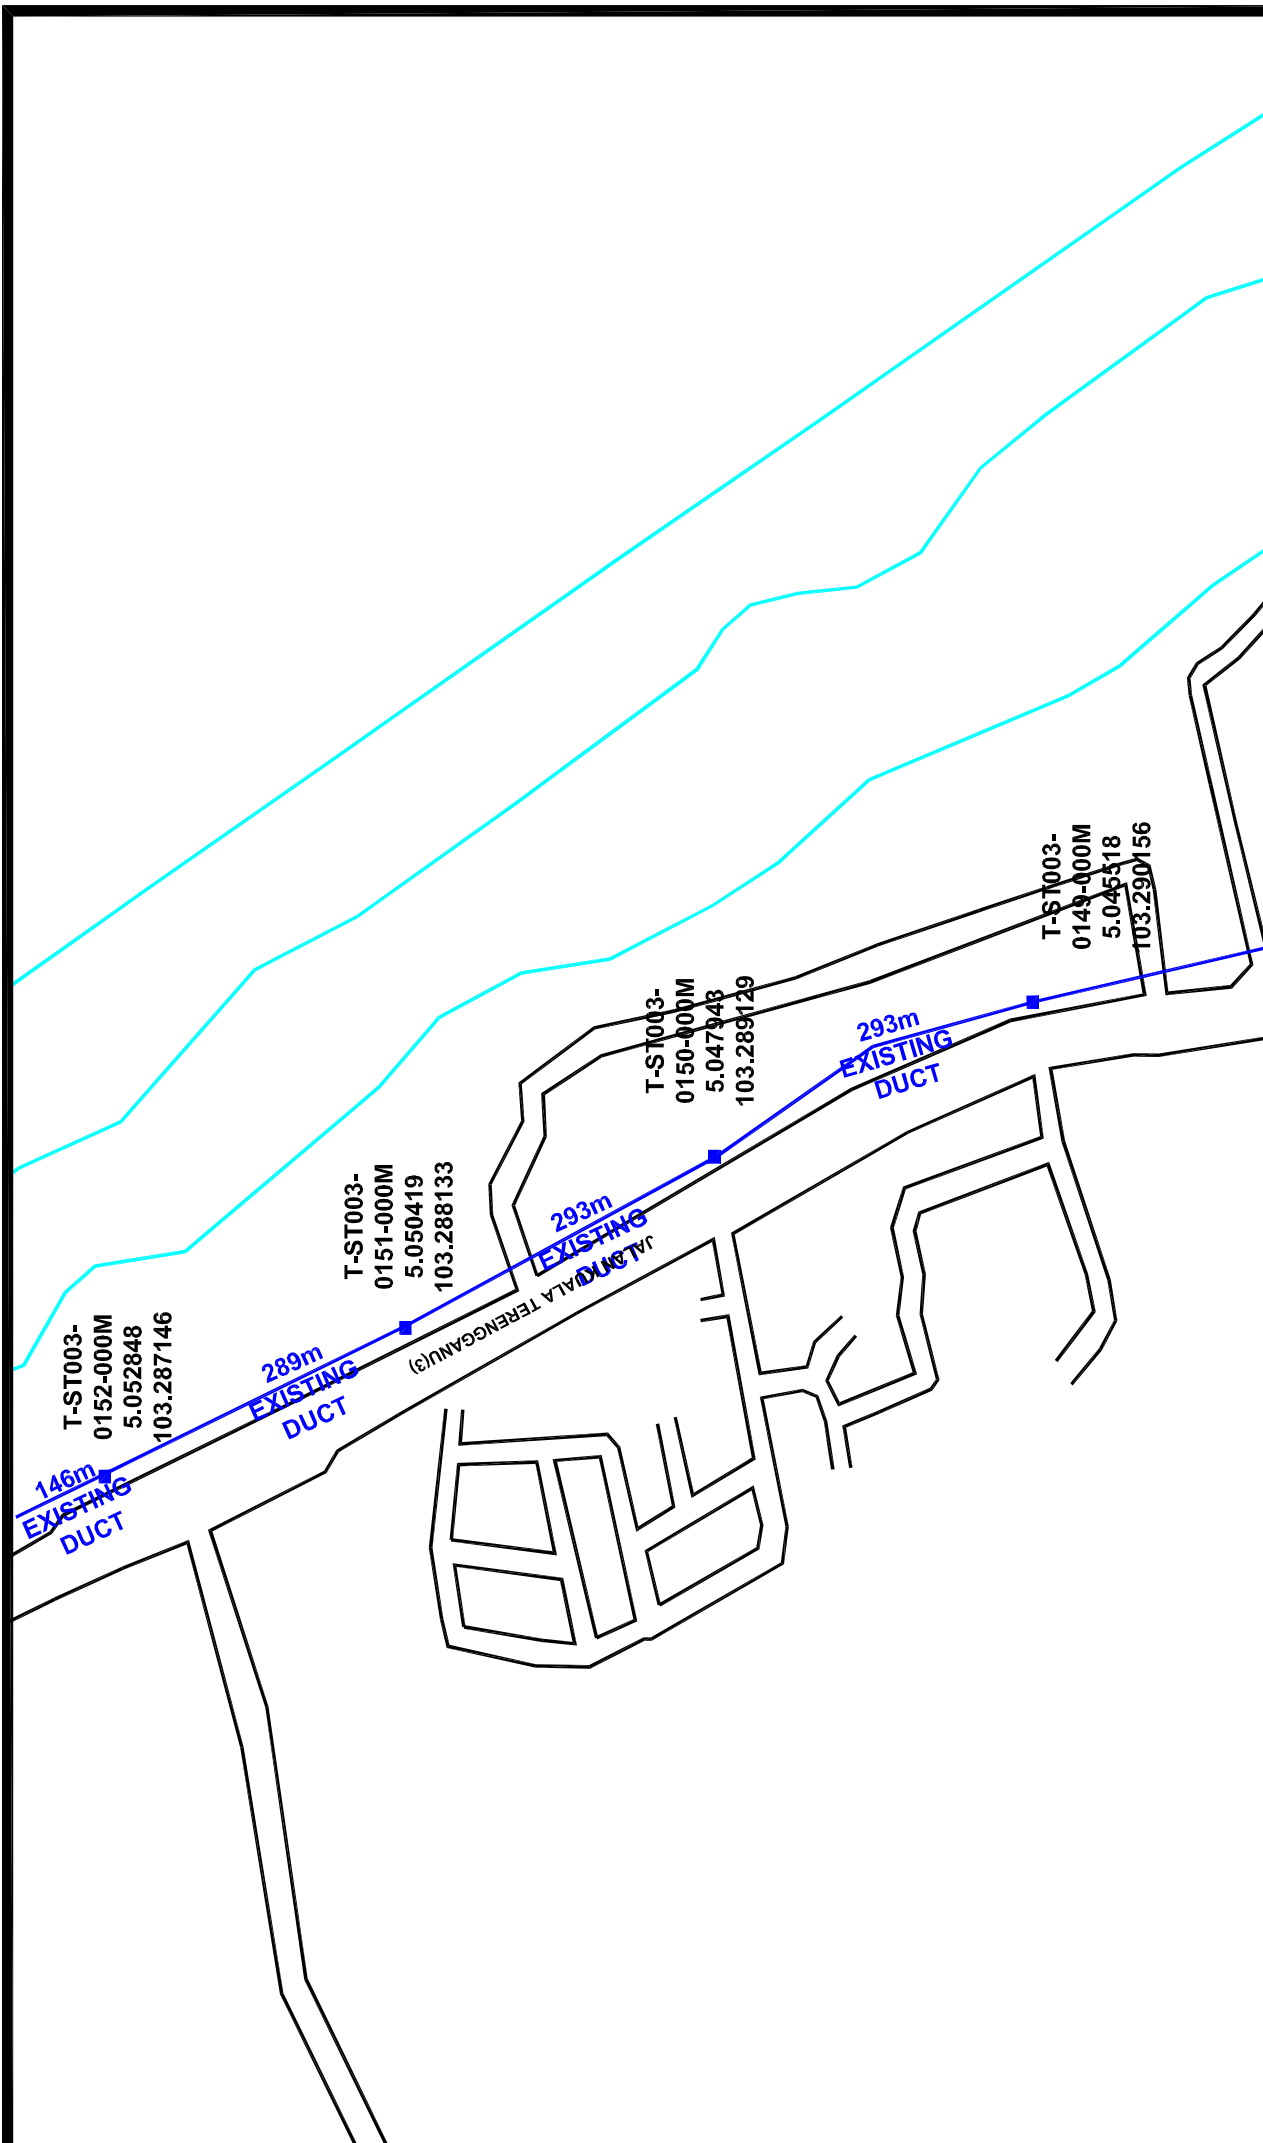 T-ST003-
0149-000M
5.045518
103.290156
T-ST003-
0150-000M
5.047943
103.289129
293m
EXISTING
DUCT
T-ST003-
0151-000M
5.050419
103.288133
293m
EXISTING
DUCT
JALAN KUALA TERENGGANU(3)
T-ST003-
0152-000M
5.052848
103.287146
289m
EXISTING
DUCT
146m
EXISTING
DUCT